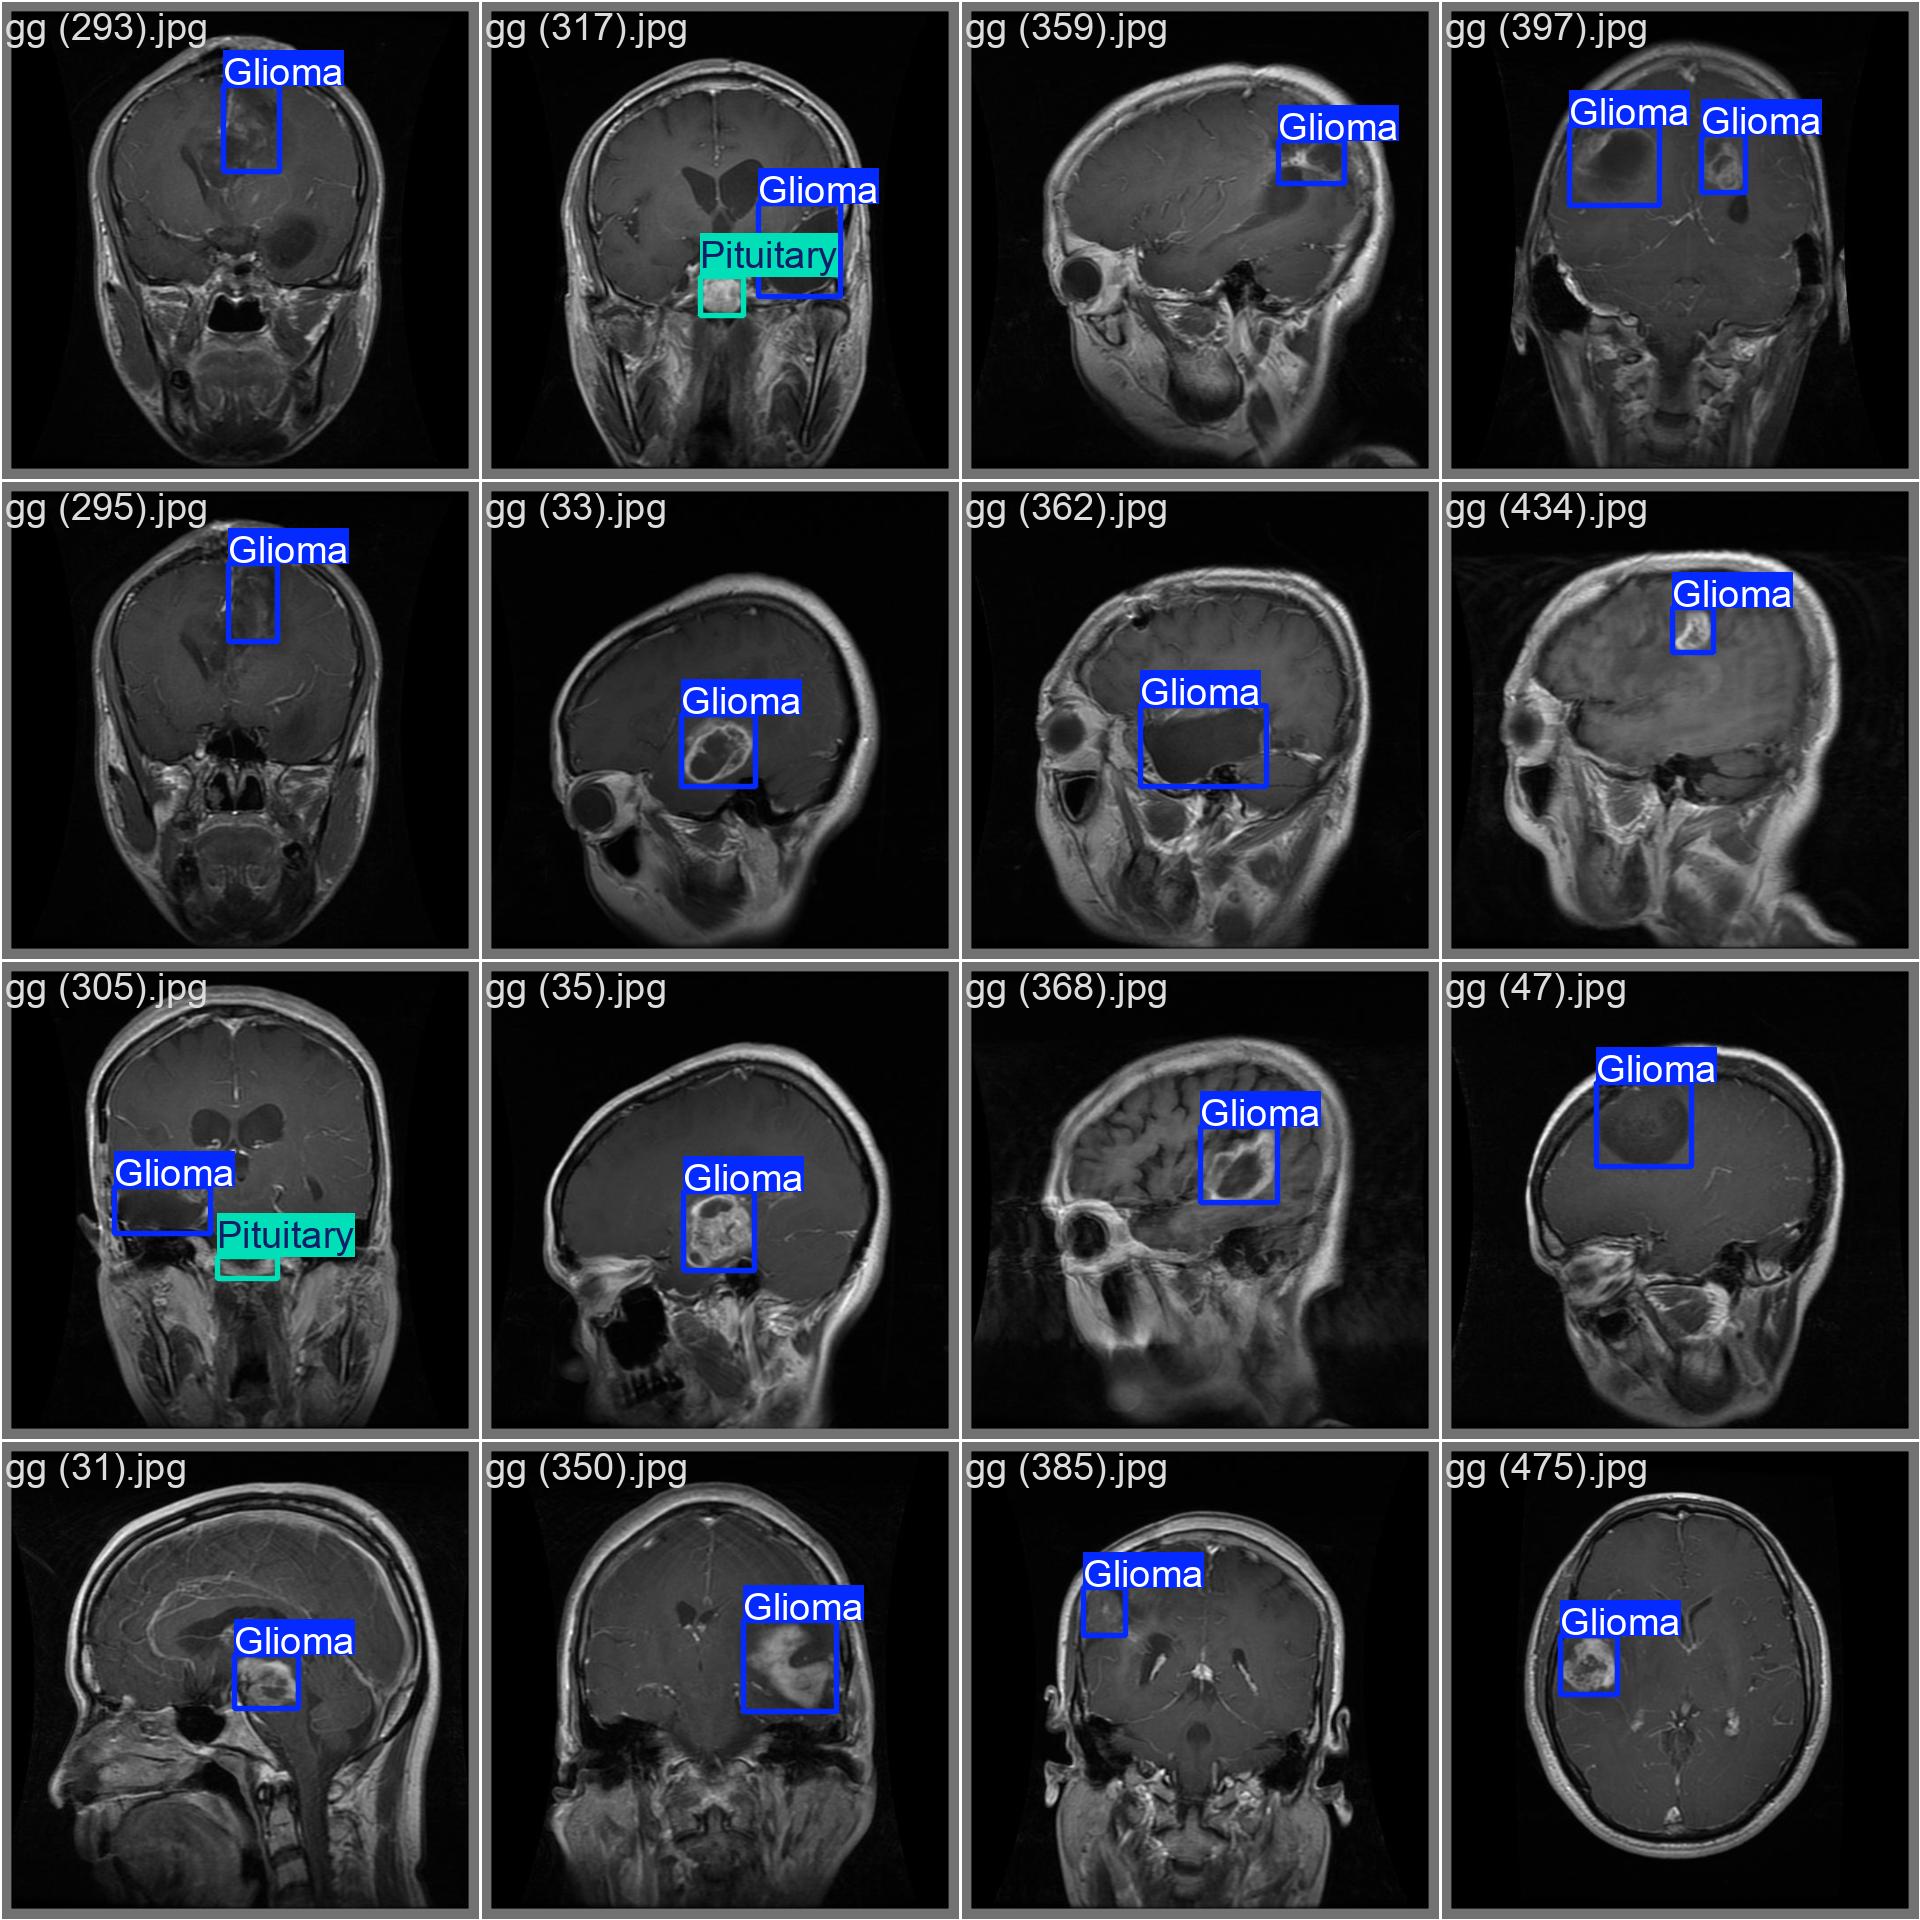 gg (293).jpg
Glioma
gg (317).jpg
Glioma
Pituitary
gg (359).jpg
Glioma
gg (397).jpg
Glioma
Glioma
gg (295).jpg
Glioma
gg (33).jpg
Glioma
gg (362).jpg
Glioma
gg (434).jpg
Glioma
gg (305).jpg
Glioma
Pituitary
gg (35).jpg
Glioma
gg (368).jpg
Glioma
gg (47).jpg
Glioma
gg (31).jpg
Glioma
gg (350).jpg
Glioma
gg (385).jpg
Glioma
gg (475).jpg
Glioma